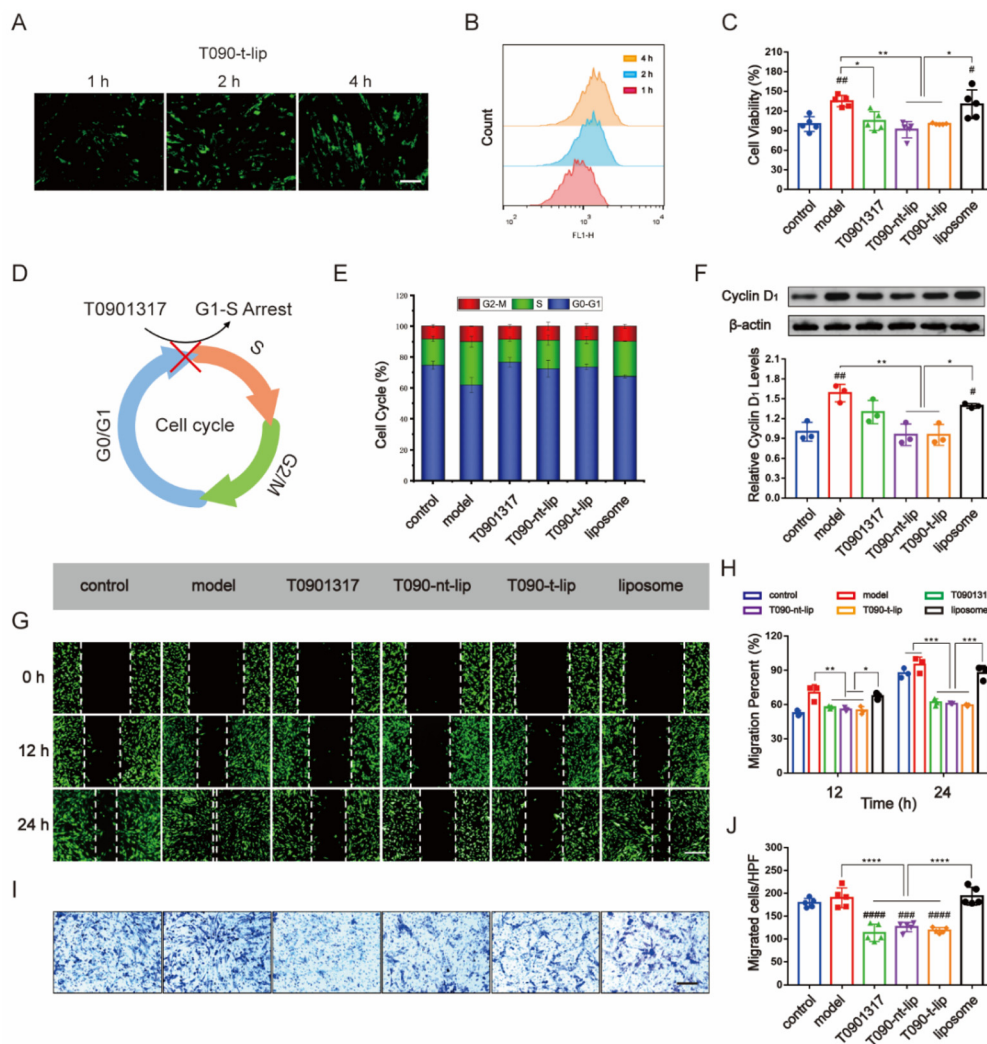 A
T090-t-lip
1 h
2 h
4 h
B
Count
4 h
2 h
1 h
10²
10³
10⁴
FL1-H
C
Cell Viability (%)
210
180
150
120
90
60
30
0
##
*
**
*
#
control
model
T0901317
T090-nt-lip
T090-t-lip
liposome
D
T0901317
G1-S Arrest
S
G2/M
G0/G1
Cell cycle
E
Cell Cycle (%)
120
100
80
60
40
20
0
G2-M
S
G0-G1
control
model
T0901317
T090-nt-lip
T090-t-lip
liposome
F
Cyclin D₁
β-actin
Relative Cyclin D₁ Levels
2.1
1.8
1.5
1.2
0.9
0.6
0.3
0.0
##
**
*
#
control
model
T0901317
T090-nt-lip
T090-t-lip
liposome
control
model
T0901317
T090-nt-lip
T090-t-lip
liposome
G
0 h
12 h
24 h
H
control
model
T090131
T090-nt-lip
T090-t-lip
liposome
Migration Percent (%)
120
90
60
30
0
**
*
***
***
12
24
Time (h)
I
J
Migrated cells/HPF
300
250
200
150
100
50
0
****
****
####
###
####
control
model
T0901317
T090-nt-lip
T090-t-lip
liposome